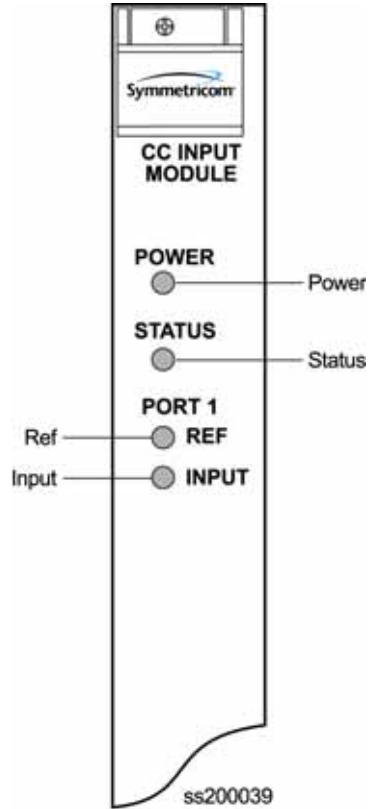 Symmetricom
CC INPUT
MODULE
POWER
Power
STATUS
Status
PORT 1
Ref
REF
Input
INPUT
ss200039